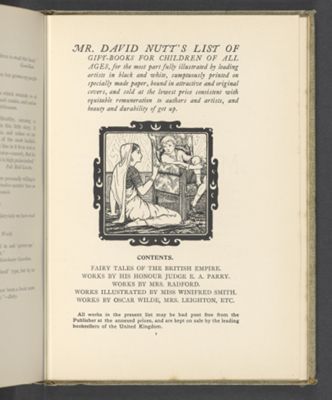 MR. DAVID NUTT'S LIST OF
GIFT-BOOKS FOR CHILDREN OF ALL
AGES, for the most part fully illustrated by leading
artists in black and white, sumptuously printed on
specially made paper, bound in attractive and original
covers, and sold at the lowest price consistent with
equitable remuneration to authors and artists, and
beauty and durability of get up.
CONTENTS.
FAIRY TALES OF THE BRITISH EMPIRE.
WORKS BY HIS HONOUR JUDGE E. A. PARRY.
WORKS BY MRS. RADFORD.
WORKS ILLUSTRATED BY MISS WINIFRED SMITH.
WORKS BY OSCAR WILDE, MRS. LEIGHTON, ETC.
All works in the present list may be had post free from the
Publisher at the annexed prices, and are kept on sale by the leading
booksellers of the United Kingdom.